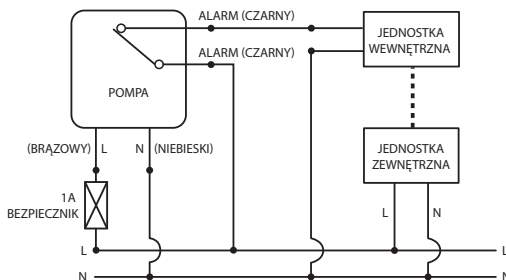 ALARM (CZARNY)
JEDNOSTKA
WEWNĘTRZNA
ALARM (CZARNY)
POMPA
(BRĄZOWY) L
N (NIEBIESKI)
JEDNOSTKA
ZEWNĘTRZNA
1A
BEZPIECZNIK
L
N
L
L
N
N